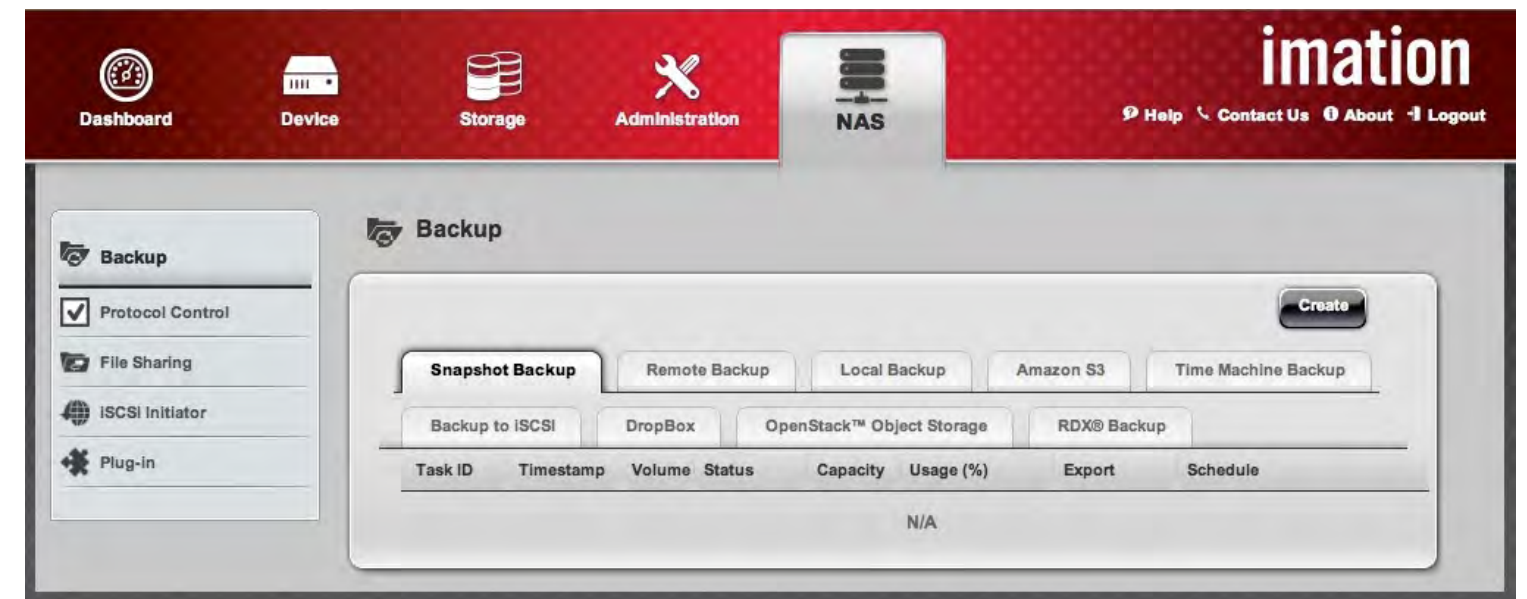 imation
Dashboard Device Storage Administration NAS
Help Contact Us About Logout
Backup
Protocol Control
File Sharing
iSCSI Initiator
Plug-in
Backup
Create
Snapshot Backup Remote Backup Local Backup Amazon S3 Time Machine Backup
Backup to iSCSI DropBox OpenStack™ Object Storage RDX® Backup
Task ID Timestamp Volume Status Capacity Usage (%) Export Schedule
N/A